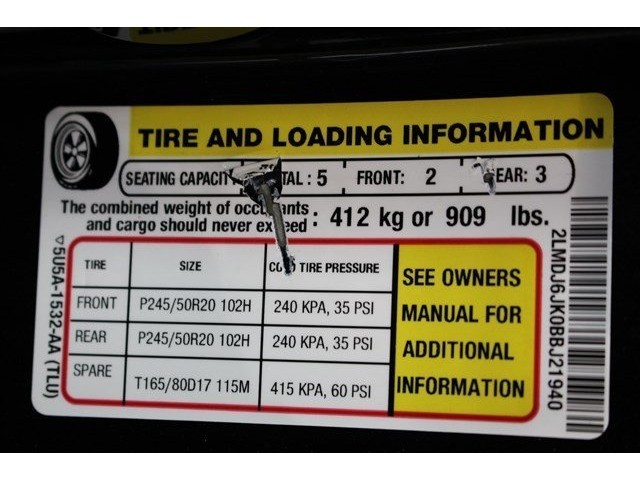 TIRE AND LOADING INFORMATION
SEATING CAPACITY TOTAL: 5 FRONT: 2 REAR: 3
The combined weight of occupants
and cargo should never exceed : 412 kg or 909 lbs.
TIRE SIZE COLD TIRE PRESSURE
FRONT P245/50R20 102H 240 KPA, 35 PSI
REAR P245/50R20 102H 240 KPA, 35 PSI
SPARE T165/80D17 115M 415 KPA, 60 PSI
SEE OWNERS
MANUAL FOR
ADDITIONAL
INFORMATION
5U5A-1532-AA (TLU)
2LMDJ6JK0BBJ21940